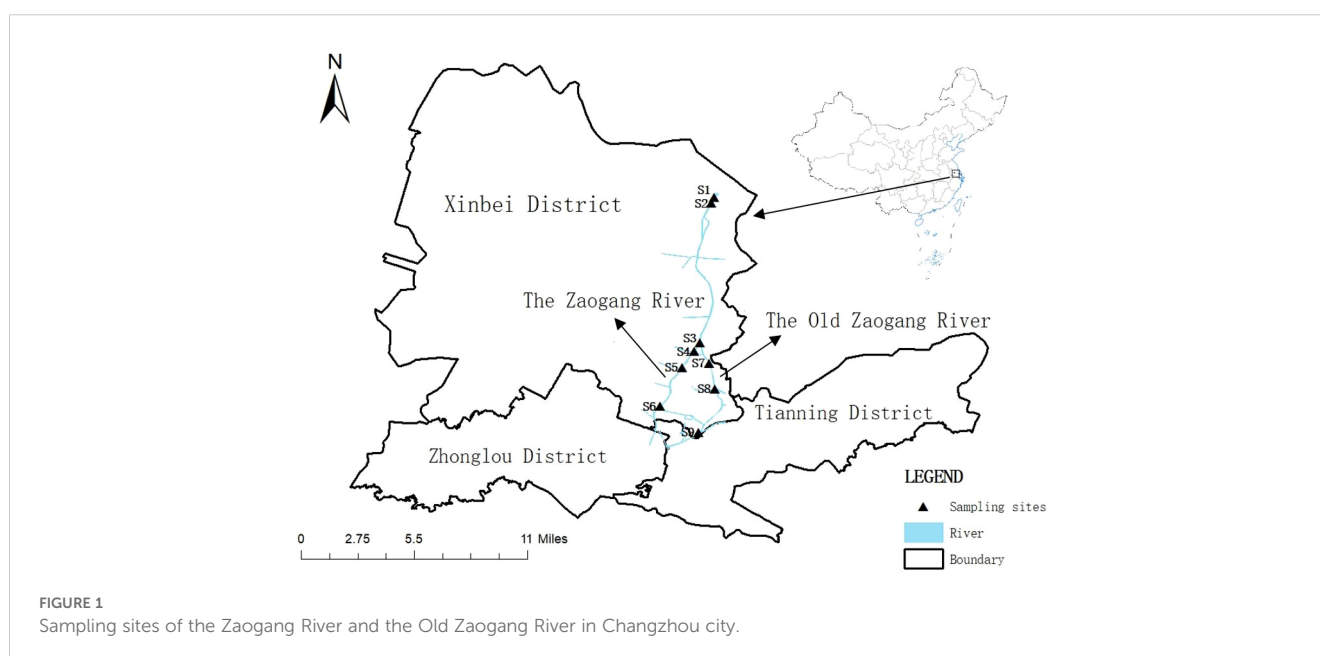 N
Xinbei District
S1
S2
The Zaogang River
The Old Zaogang River
S3
S4
S7
S5
S8
S6
Tianning District
S9
Zhonglou District
LEGEND
Sampling sites
River
Boundary
0 2.75 5.5 11 Miles
FIGURE 1
Sampling sites of the Zaogang River and the Old Zaogang River in Changzhou city.